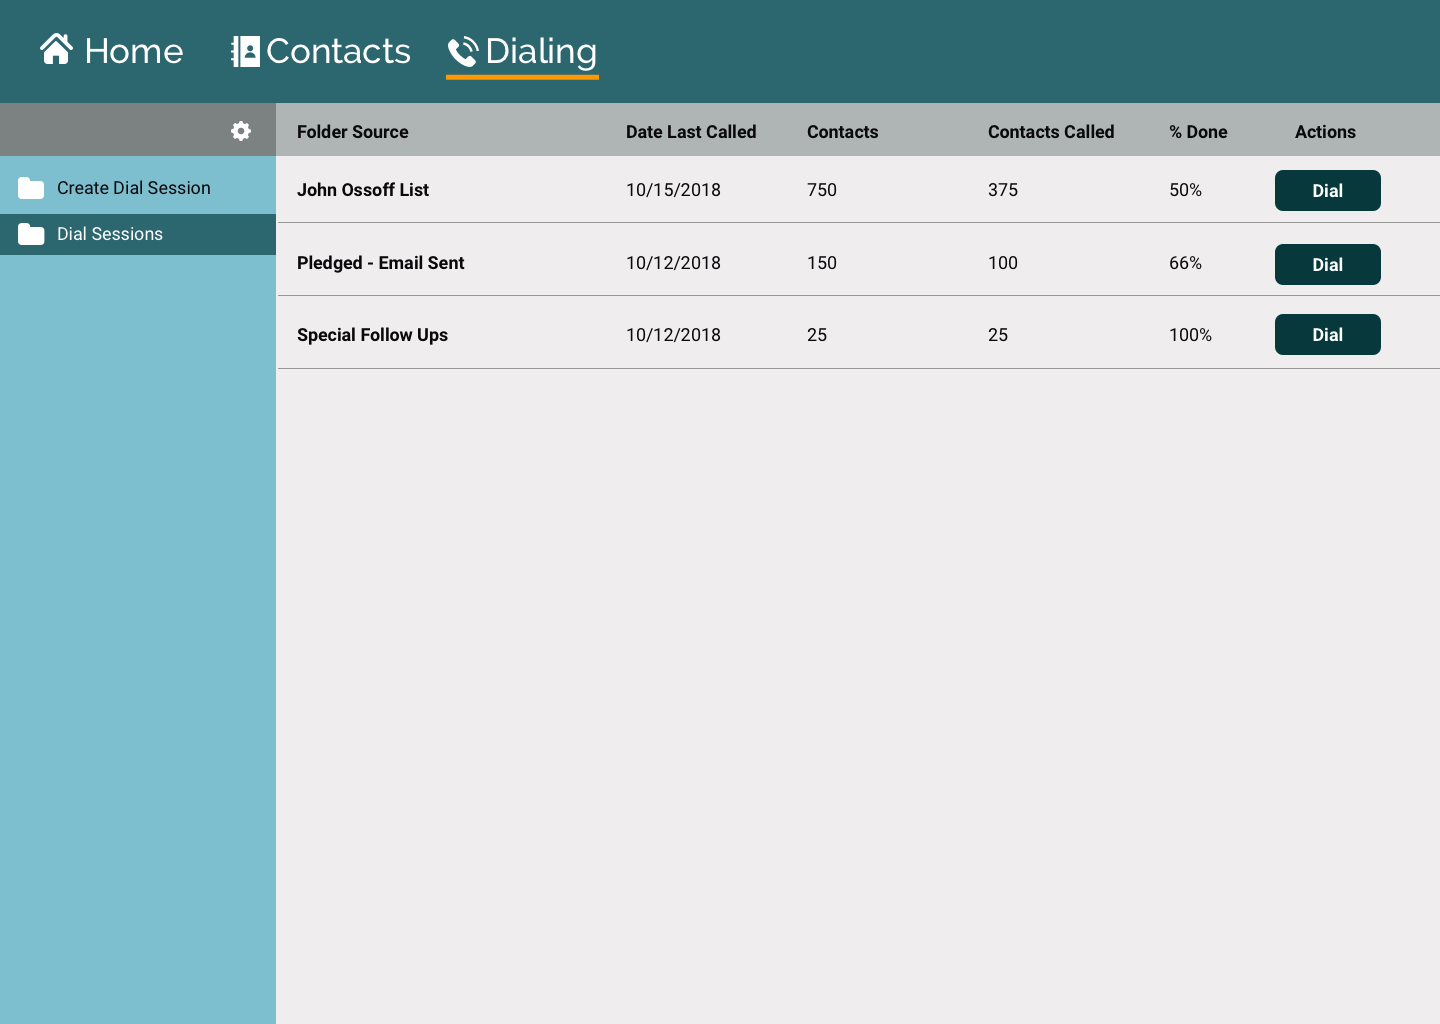 Home Contacts Dialing
Folder Source Date Last Called Contacts Contacts Called % Done Actions
Create Dial Session
Dial Sessions
John Ossoff List 10/15/2018 750 375 50% Dial
Pledged - Email Sent 10/12/2018 150 100 66% Dial
Special Follow Ups 10/12/2018 25 25 100% Dial